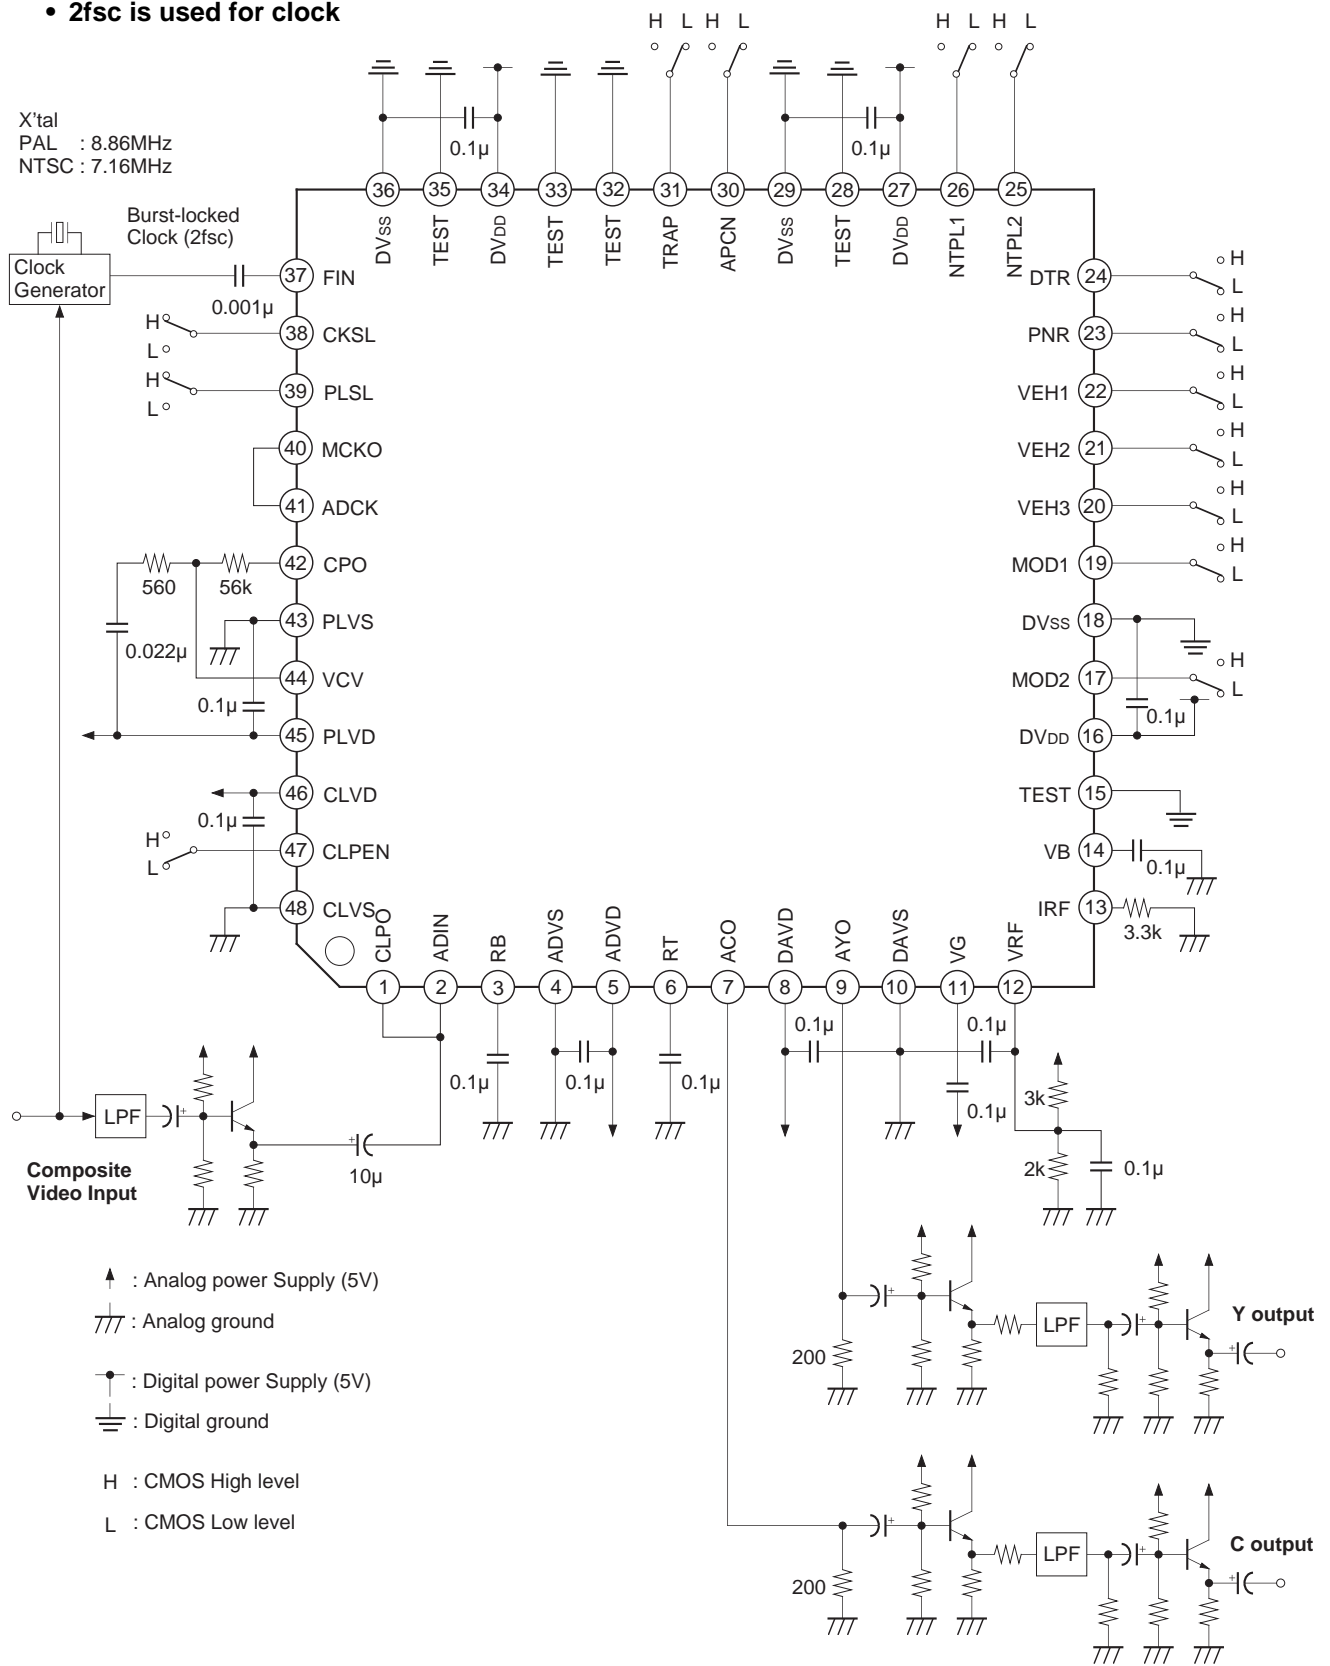 • 2fsc is used for clock
H L H L H L H L
X'tal
PAL : 8.86MHz
NTSC : 7.16MHz
0.1µ 0.1µ
36 35 34 33 32 31 30 29 28 27 26 25
DVSS TEST DVDD TEST TEST TRAP APCN DVSS TEST DVDD NTPL1 NTPL2
Burst-locked
Clock (2fsc)
Clock
Generator
0.001µ
37 FIN
H
L
38 CKSL
H
L
39 PLSL
40 MCKO
41 ADCK
560 56k
42 CPO
43 PLVS
0.022µ
44 VCV
0.1µ
45 PLVD
46 CLVD
0.1µ
H
L
47 CLPEN
48 CLVS
DTR 24
H
L
PNR 23
H
L
VEH1 22
H
L
VEH2 21
H
L
VEH3 20
H
L
MOD1 19
H
L
DVSS 18
MOD2 17
H
L
0.1µ
DVDD 16
TEST 15
VB 14
0.1µ
IRF 13
3.3k
CLPO ADIN RB ADVS ADVD RT ACO DAVD AYO DAVS VG VRF
1 2 3 4 5 6 7 8 9 10 11 12
0.1µ 0.1µ
0.1µ 0.1µ 0.1µ 0.1µ
3k
2k 0.1µ
LPF
10µ
Composite
Video Input
: Analog power Supply (5V)
: Analog ground
: Digital power Supply (5V)
: Digital ground
H : CMOS High level
L : CMOS Low level
200
LPF
Y output
200
LPF
C output